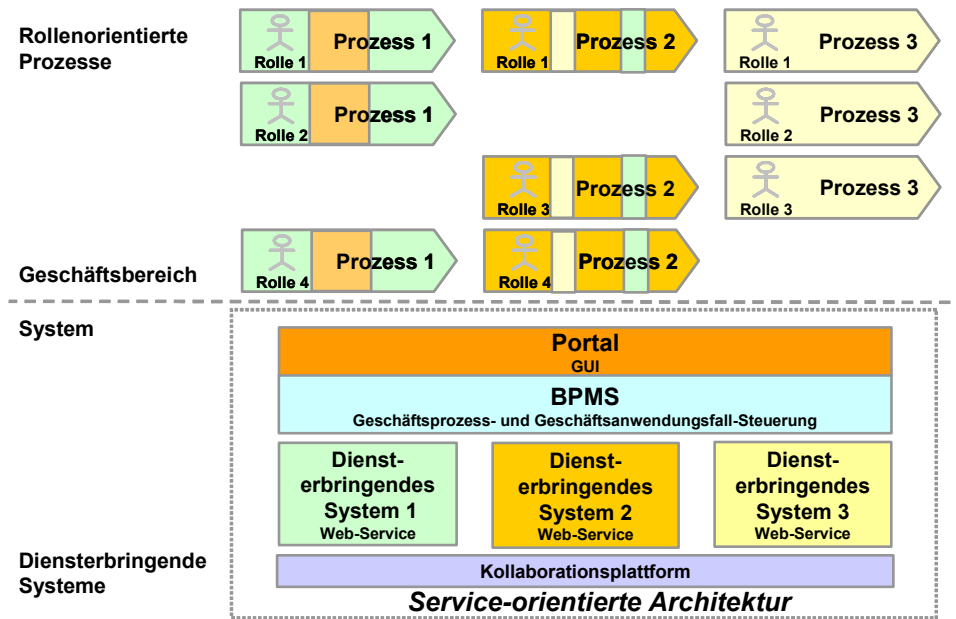 Rollenorientierte
Prozesse
Rolle 1
Prozess 1
Rolle 1
Prozess 2
Rolle 1
Prozess 3
Rolle 2
Prozess 1
Rolle 2
Prozess 3
Rolle 3
Prozess 2
Rolle 3
Prozess 3
Geschäftsbereich
Rolle 4
Prozess 1
Rolle 4
Prozess 2
System
Portal
GUI
BPMS
Geschäftsprozess- und Geschäftsanwendungsfall-Steuerung
Dienst-
erbringendes
System 1
Web-Service
Dienst-
erbringendes
System 2
Web-Service
Dienst-
erbringendes
System 3
Web-Service
Diensterbringende
Systeme
Kollaborationsplattform
Service-orientierte Architektur